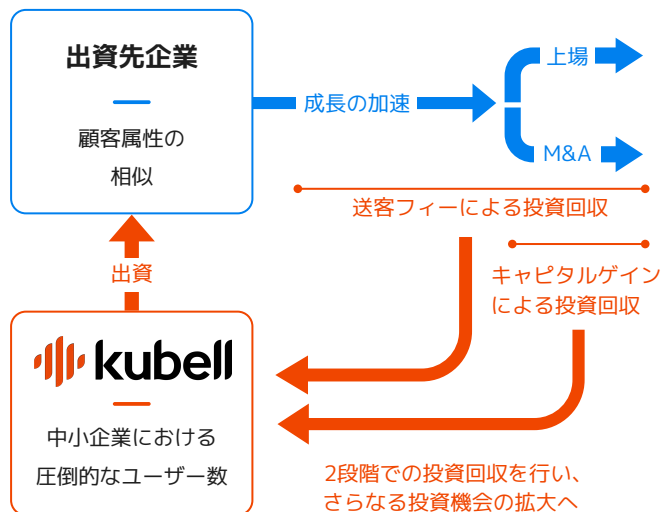 出資先企業
顧客属性の
相似
成長の加速
上場
M&A
送客フィーによる投資回収
キャピタルゲイン
による投資回収
出資
kubell
中小企業における
圧倒的なユーザー数
2段階での投資回収を行い、
さらなる投資機会の拡大へ